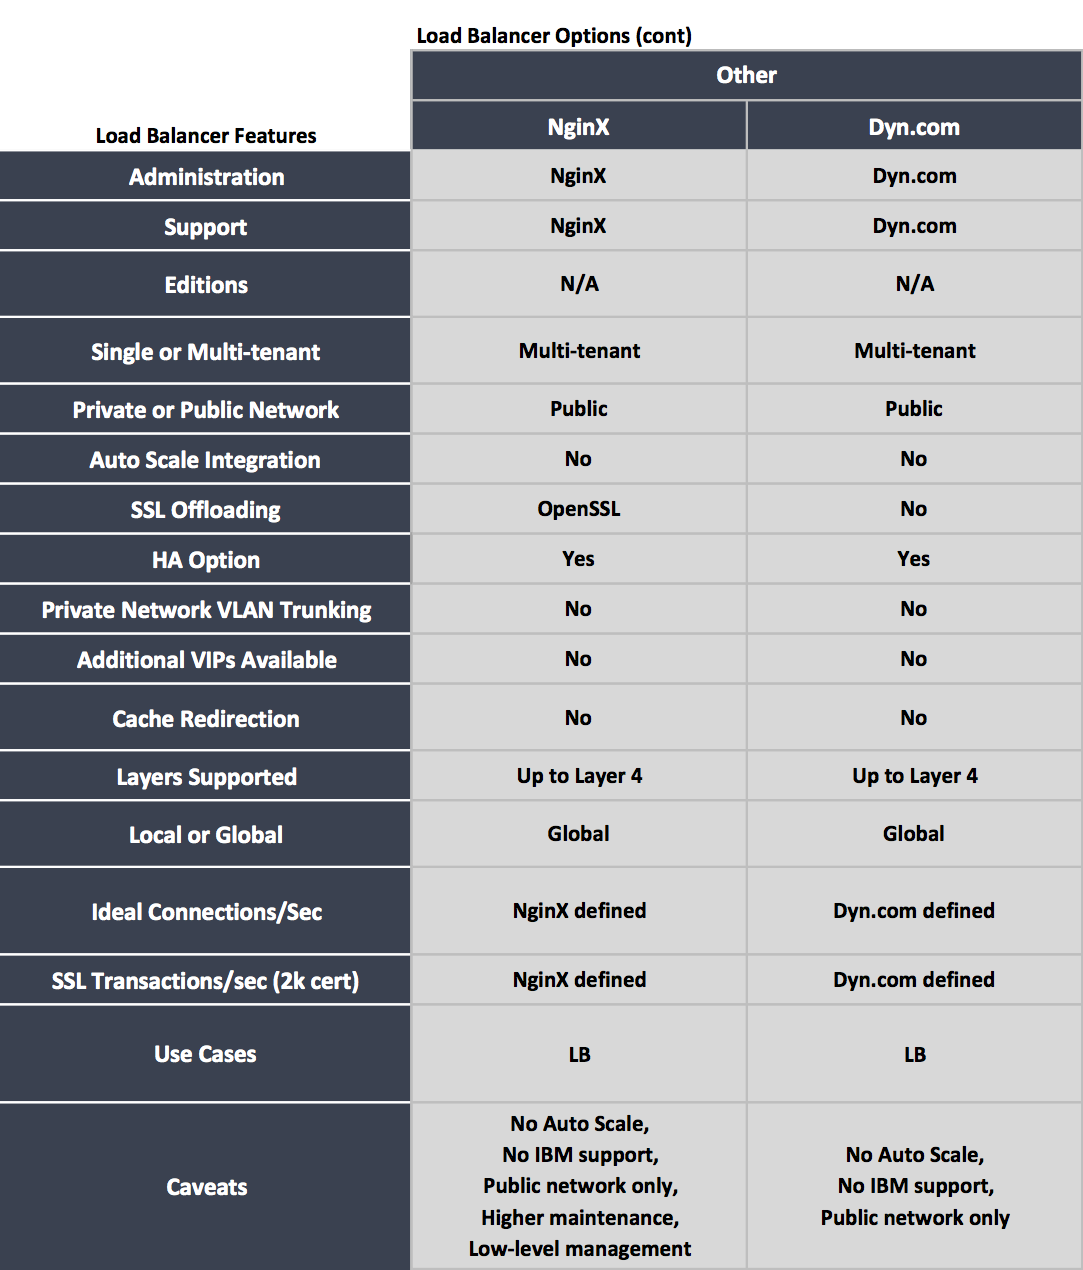 Load Balancer Options (cont)
Other
Load Balancer Features
NginX
Dyn.com
Administration
NginX
Dyn.com
Support
NginX
Dyn.com
Editions
N/A
N/A
Single or Multi-tenant
Multi-tenant
Multi-tenant
Private or Public Network
Public
Public
Auto Scale Integration
No
No
SSL Offloading
OpenSSL
No
HA Option
Yes
Yes
Private Network VLAN Trunking
No
No
Additional VIPs Available
No
No
Cache Redirection
No
No
Layers Supported
Up to Layer 4
Up to Layer 4
Local or Global
Global
Global
Ideal Connections/Sec
NginX defined
Dyn.com defined
SSL Transactions/sec (2k cert)
NginX defined
Dyn.com defined
Use Cases
LB
LB
Caveats
No Auto Scale,
No IBM support,
Public network only,
Higher maintenance,
Low-level management
No Auto Scale,
No IBM support,
Public network only